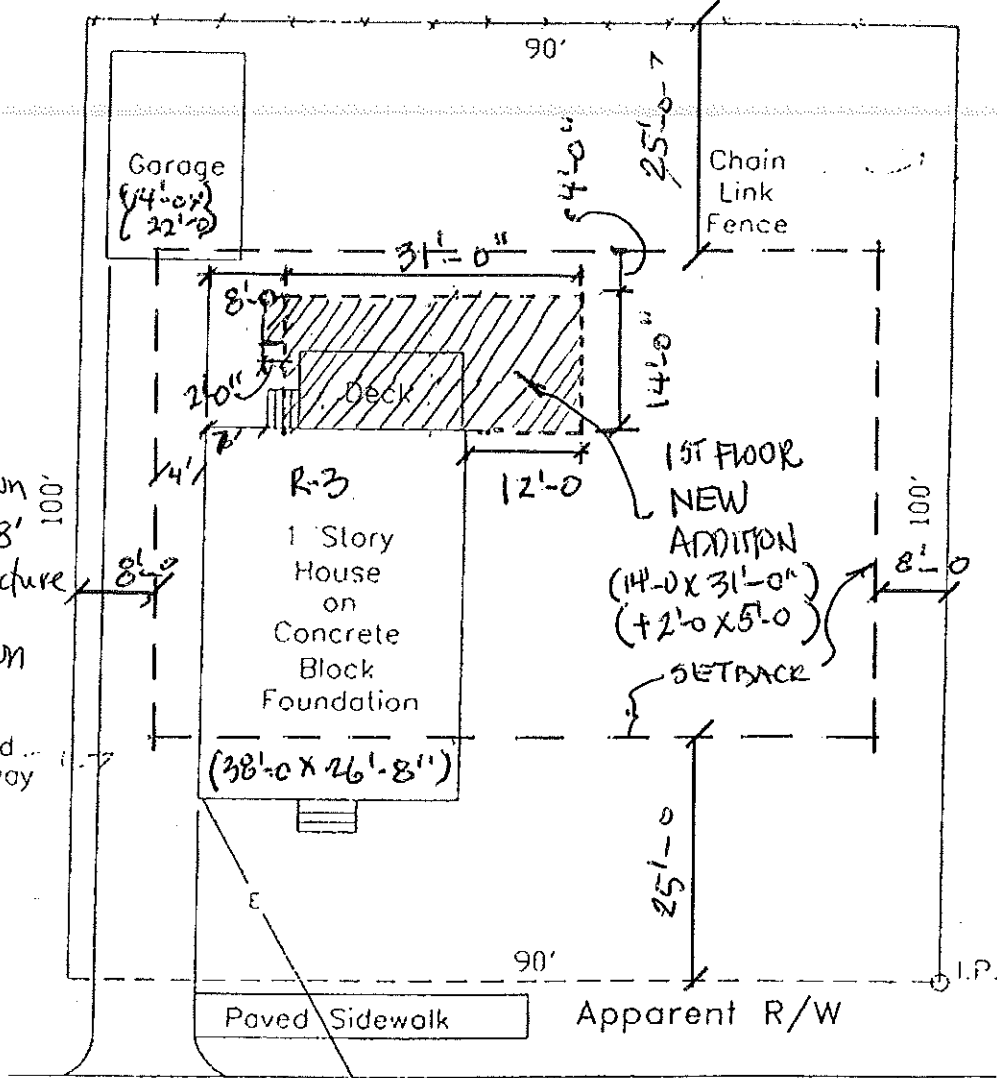 90'
25'-0
Garage
(14'-0 x
22'-0)
Chain
Link
Fence
4'-0"
31'-0"
8'-0
14'-0"
2'-0"
Deck
4'
12'-0
R-3
1 Story
House
on
Concrete
Block
Foundation
(38'-0 X 26'-8")
1ST FLOOR
NEW
ADDITON
(14'-0 X 31'-0")
(+2'-0 X 5'-0)
SETBACK
100'
8'-0
100'
8'-0
8'
25'-0
E
90'
I.P.
Paved Sidewalk
Apparent R/W